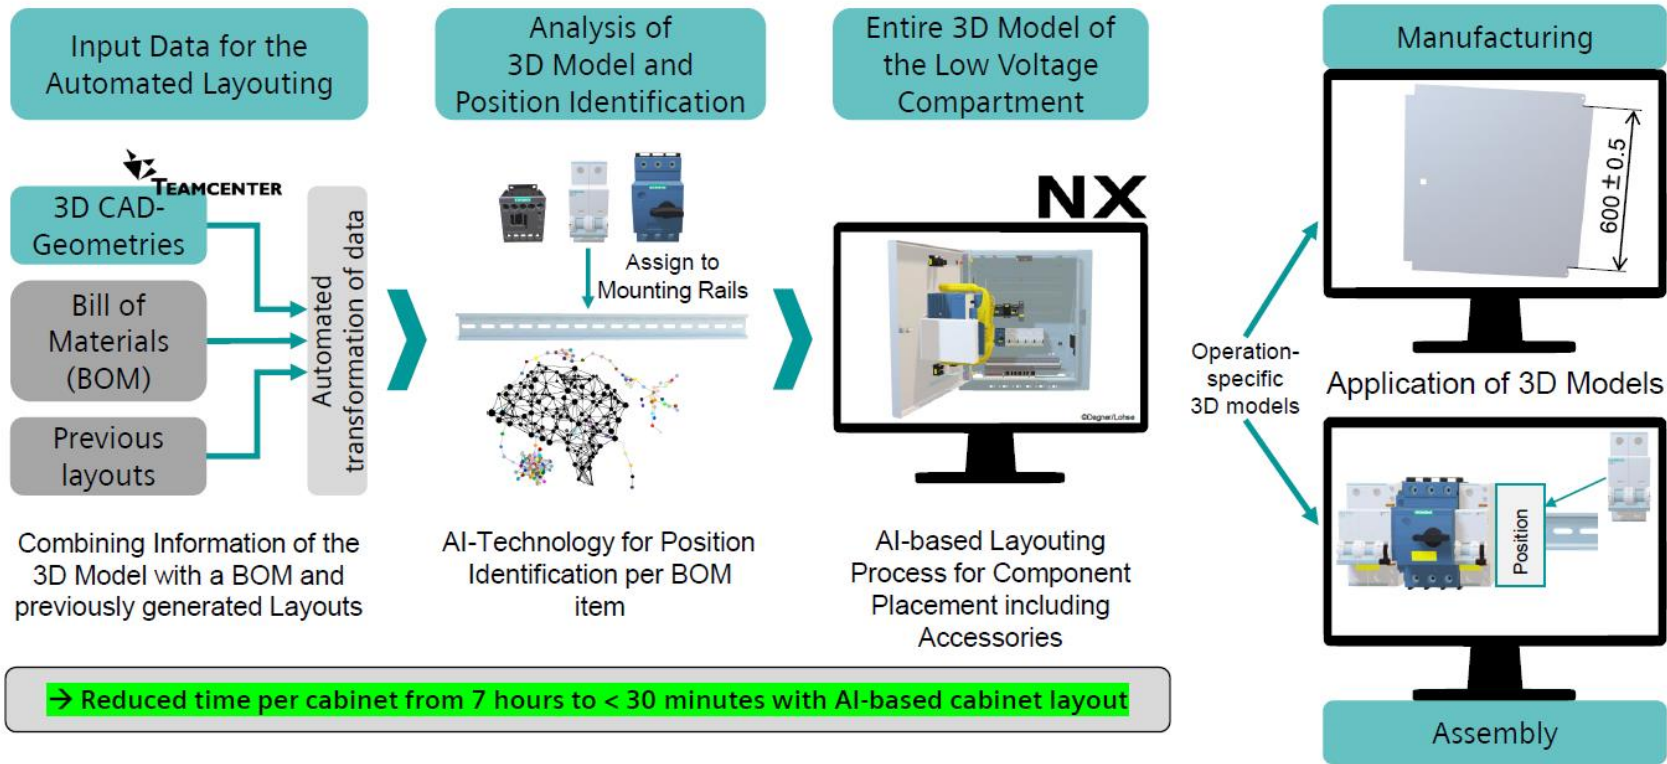 Input Data for the
Automated Layouting
TEAMCENTER
3D CAD-
Geometries
Bill of
Materials
(BOM)
Previous
layouts
Automated
transformation of data
Combining Information of the
3D Model with a BOM and
previously generated Layouts
Analysis of
3D Model and
Position Identification
Assign to
Mounting Rails
AI-Technology for Position
Identification per BOM
item
Entire 3D Model of
the Low Voltage
Compartment
NX
©Dagner/Lohse
AI-based Layouting
Process for Component
Placement including
Accessories
→ Reduced time per cabinet from 7 hours to < 30 minutes with AI-based cabinet layout
Operation-
specific
3D models
Manufacturing
600 ± 0.5
Application of 3D Models
Position
Assembly